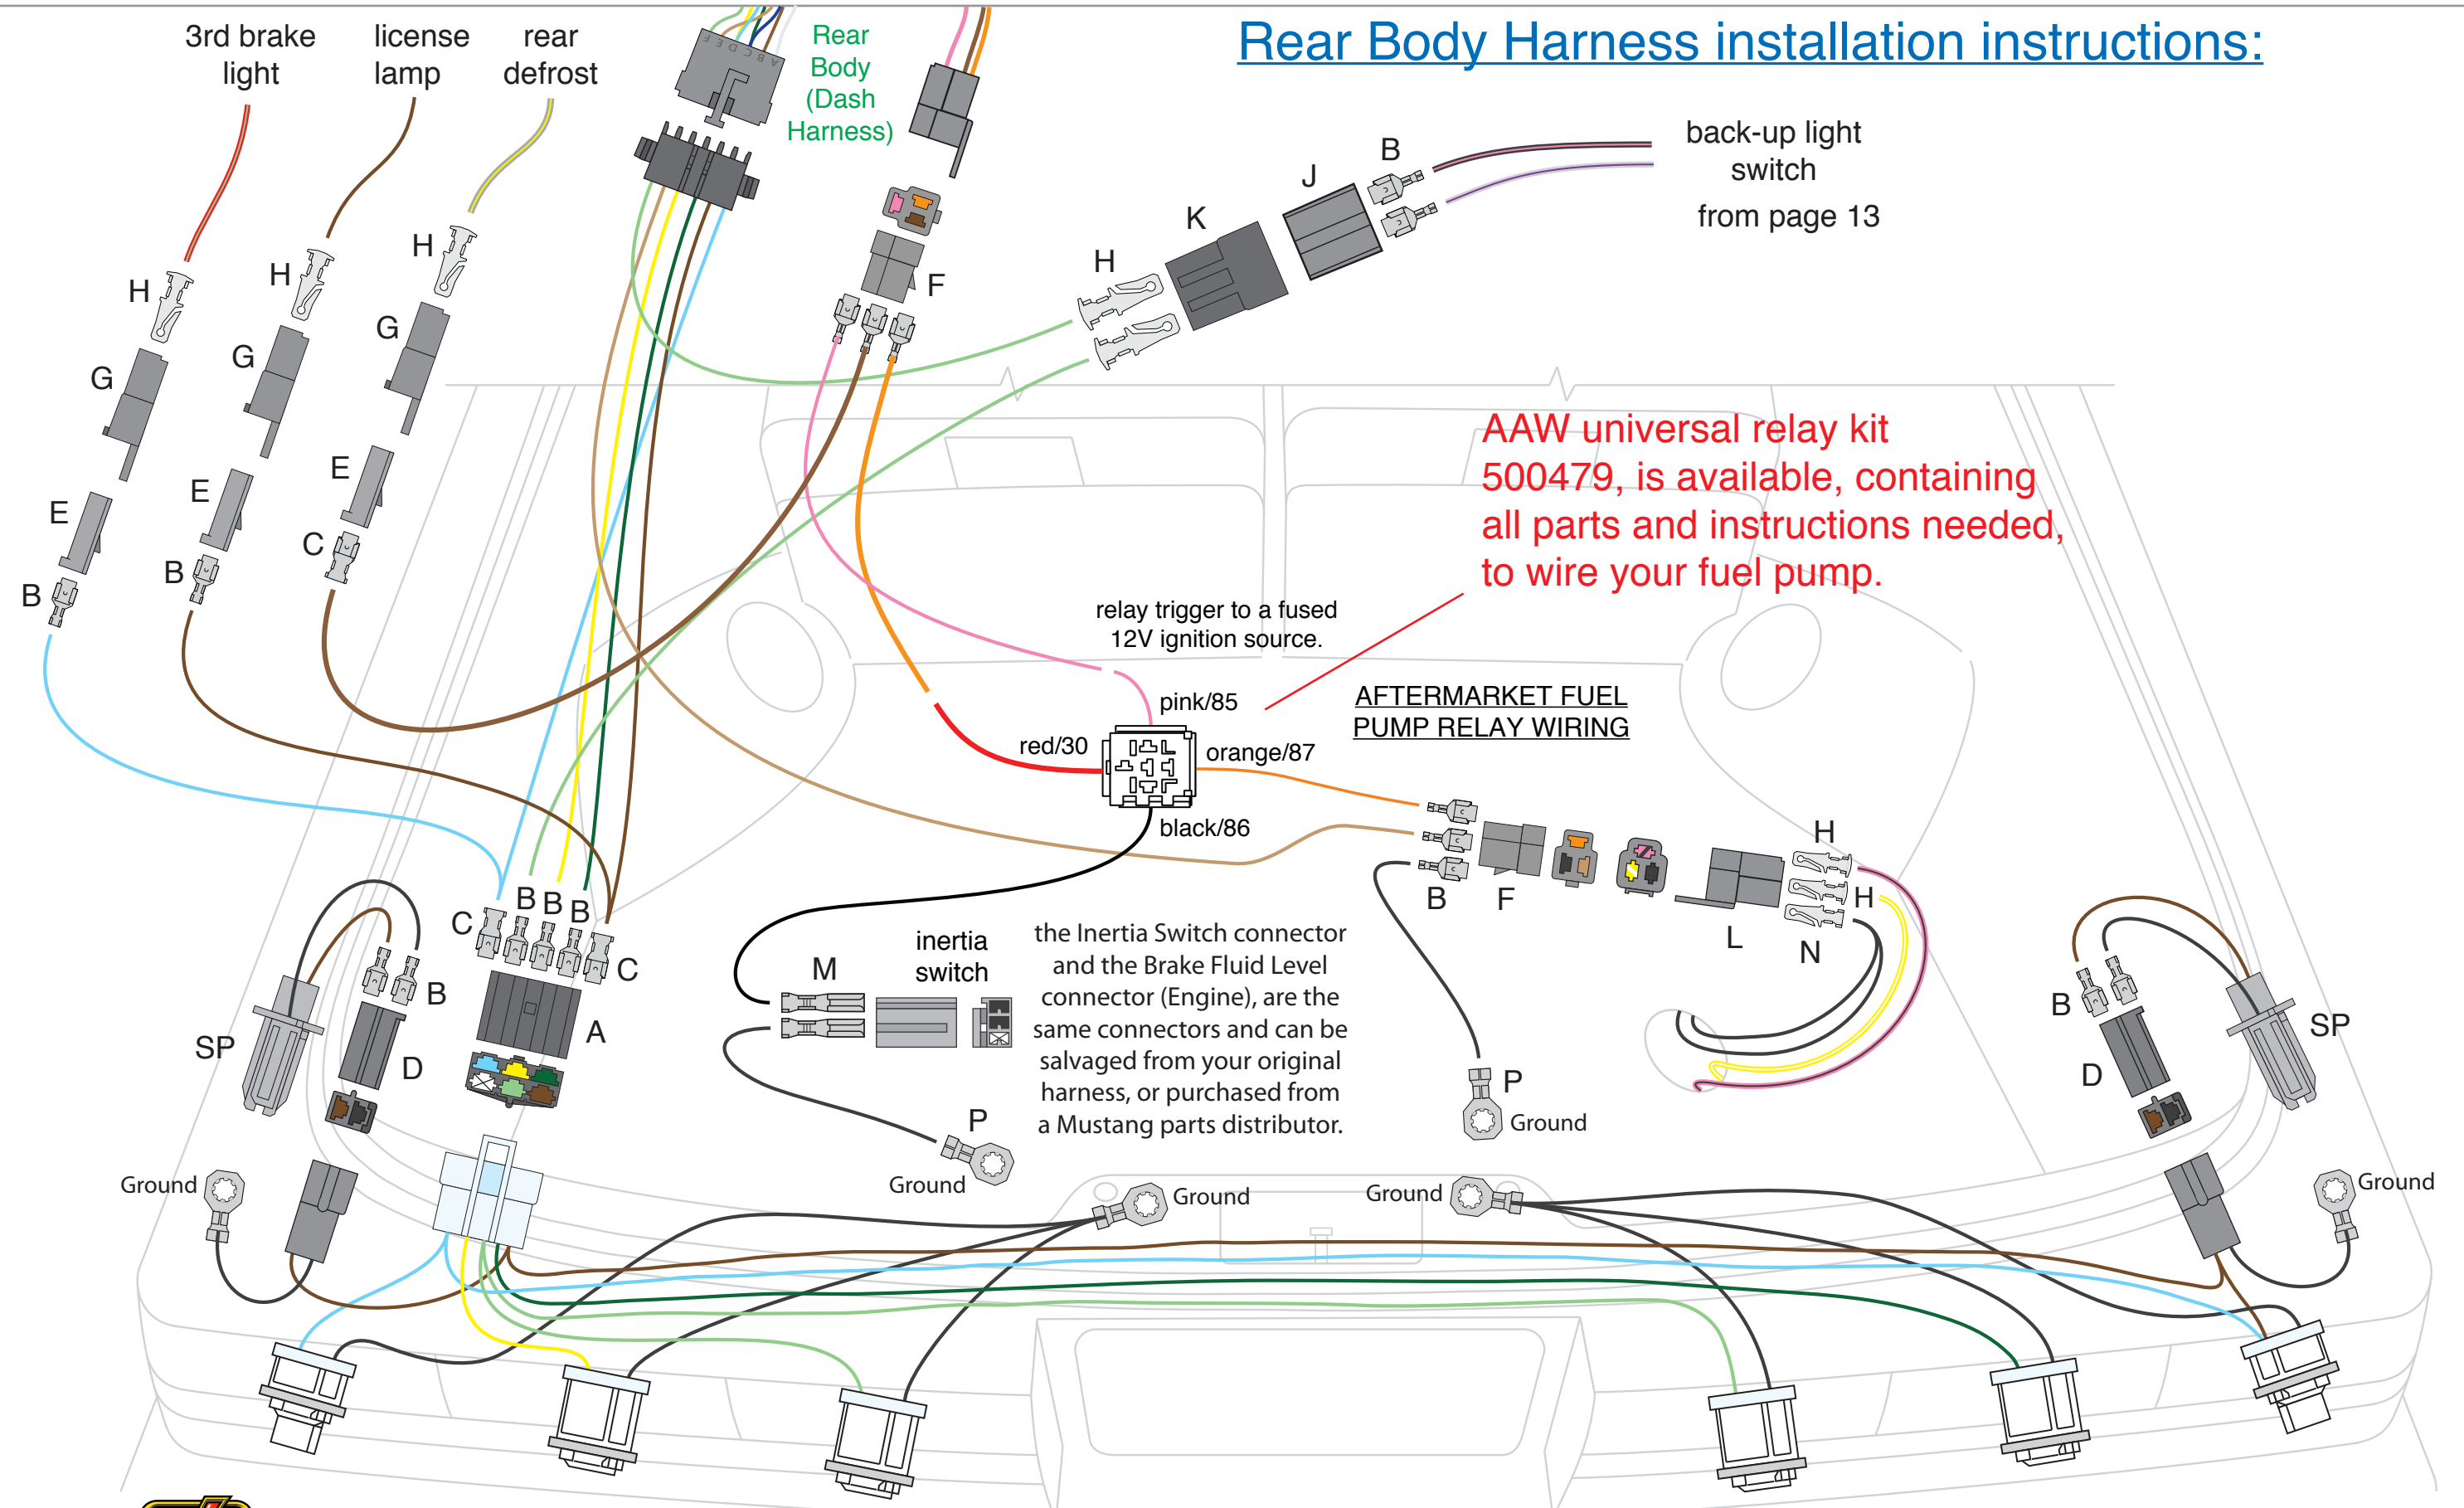 Rear Body Harness installation instructions:
3rd brake
light
license
lamp
rear
defrost
Rear
Body
(Dash
Harness)
F E D C B A
back-up light
switch
from page 13
B
J
K
H
H
H
H
G
G
G
F
E
E
E
C
B
B
AAW universal relay kit
500479, is available, containing
all parts and instructions needed,
to wire your fuel pump.
relay trigger to a fused
12V ignition source.
pink/85
red/30
orange/87
black/86
AFTERMARKET FUEL
PUMP RELAY WIRING
C
B B B
C
A
B
SP
D
M
inertia
switch
the Inertia Switch connector
and the Brake Fluid Level
connector (Engine), are the
same connectors and can be
salvaged from your original
harness, or purchased from
a Mustang parts distributor.
B
F
L
H
H
N
B
SP
D
P
Ground
P
Ground
Ground
Ground
Ground
Ground